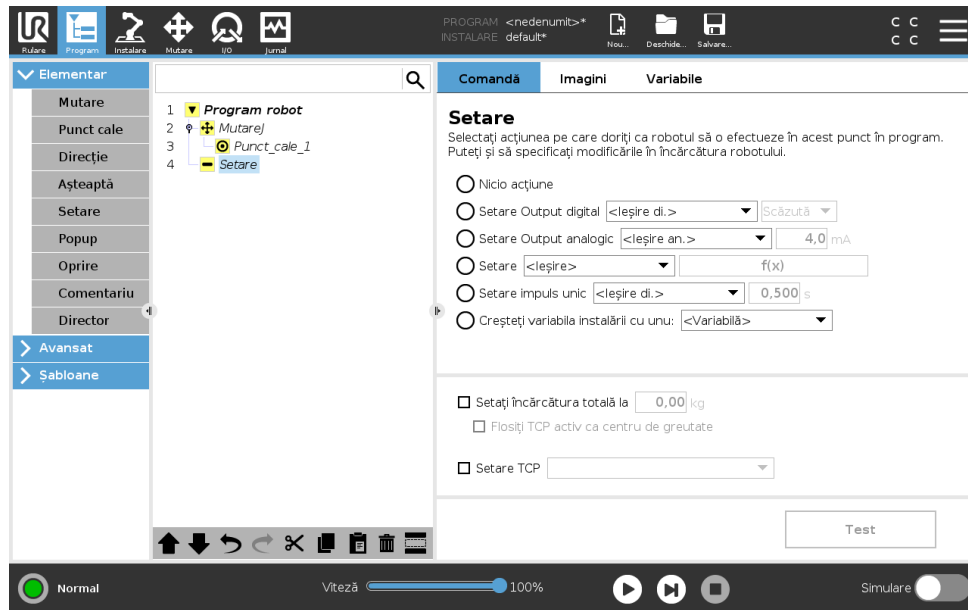 PROGRAM <nedenumit>*
INSTALARE default*
Rulare Program Instalare Mutare I/O Jurnal Nou... Deschide... Salvare...
C C
C C
Elementar
Mutare
Punct cale
Direcție
Așteaptă
Setare
Popup
Oprire
Comentariu
Director
Avansat
Șabloane
1 Program robot
2 MutareJ
3 Punct_cale_1
4 Setare
Comandă Imagini Variabile
Setare
Selectați acțiunea pe care doriți ca robotul să o efectueze în acest punct în program.
Puteți și să specificați modificările în încărcătura robotului.
Nicio acțiune
Setare Output digital <Ieșire di.> Scăzută
Setare Output analogic <Ieșire an.> 4,0 mA
Setare <Ieșire> f(x)
Setare impuls unic <Ieșire di.> 0,500 s
Creșteți variabila instalării cu unu: <Variabilă>
Setați încărcătura totală la 0,00 kg
Flosiți TCP activ ca centru de greutate
Setare TCP
Test
Normal
Viteză 100%
Simulare